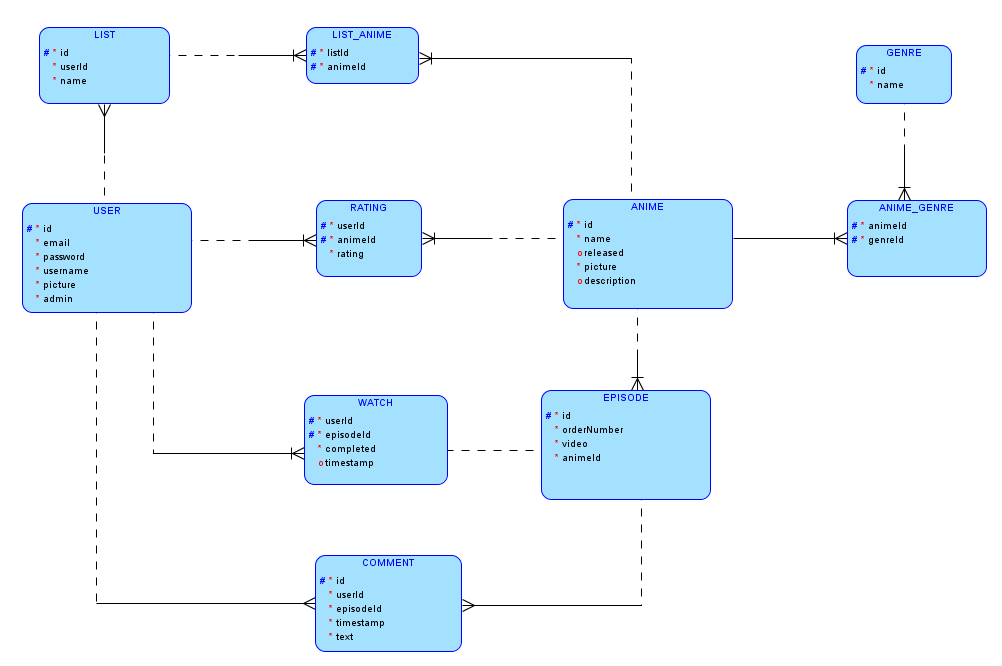 LIST
# * id
* userId
* name
LIST_ANIME
# * listId
# * animeId
GENRE
# * id
* name
USER
# * id
* email
* password
* username
* picture
* admin
RATING
# * userId
# * animeId
* rating
ANIME
# * id
* name
o released
* picture
o description
ANIME_GENRE
# * animeId
# * genreId
WATCH
# * userId
# * episodeId
* completed
o timestamp
EPISODE
# * id
* orderNumber
* video
* animeId
COMMENT
# * id
* userId
* episodeId
* timestamp
* text